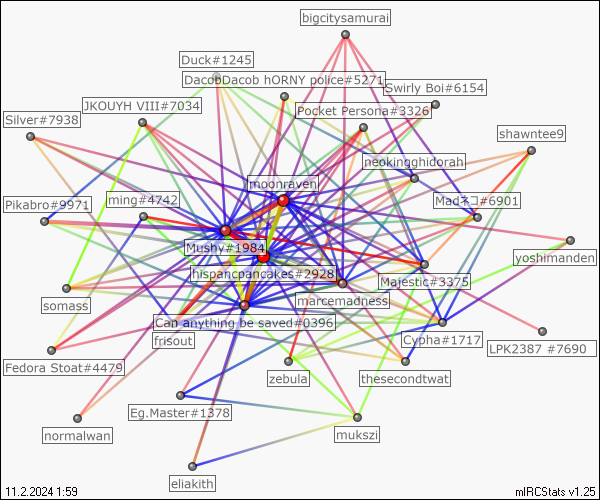 bigcitysamurai
Duck#1245
DacobDacob hORNY police#5271
Swirly Boi#6154
JKOUYH VIII#7034
Pocket Persona#3326
Silver#7938
shawntee9
neokingghidorah
moonraven
Pikabro#9971
ming#4742
Madネコ#6901
Mushy#1984
yoshimanden
hispancpancakes#2928
Majestic#3375
somass
marcemadness
Can anything be saved#0396
frisout
Cypha#1717
LPK2387 #7690
Fedora Stoat#4479
zebula
thesecondtwat
Eg.Master#1378
normalwan
mukszi
eliakith
11.2.2024 1:59
mIRCStats v1.25